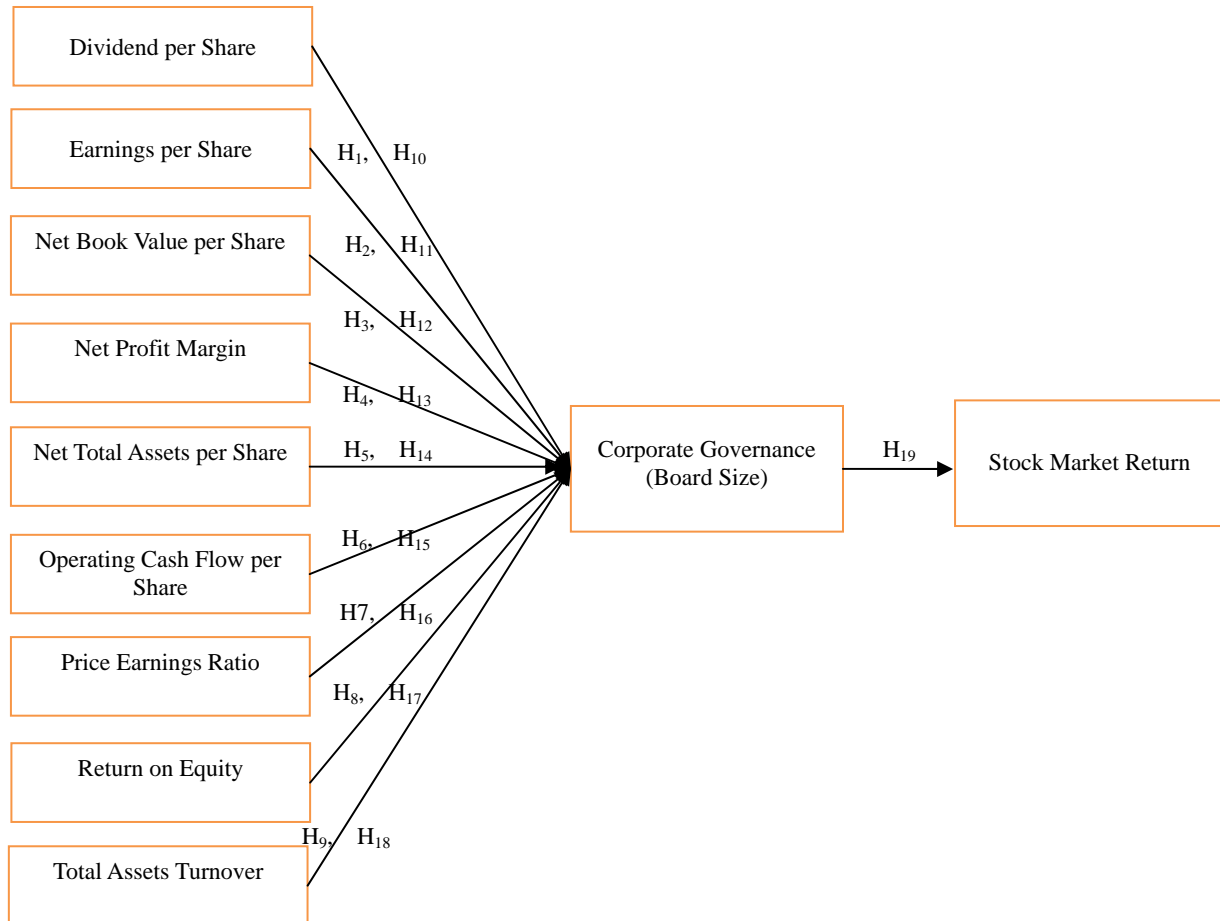 Dividend per Share
Earnings per Share
H₁, H₁₀
Net Book Value per Share
H₂, H₁₁
H₃, H₁₂
Net Profit Margin
H₄, H₁₃
Net Total Assets per Share
H₅, H₁₄
Corporate Governance
(Board Size)
H₁₉
Stock Market Return
Operating Cash Flow per
Share
H₆, H₁₅
H7, H₁₆
Price Earnings Ratio
H₈, H₁₇
Return on Equity
H₉, H₁₈
Total Assets Turnover